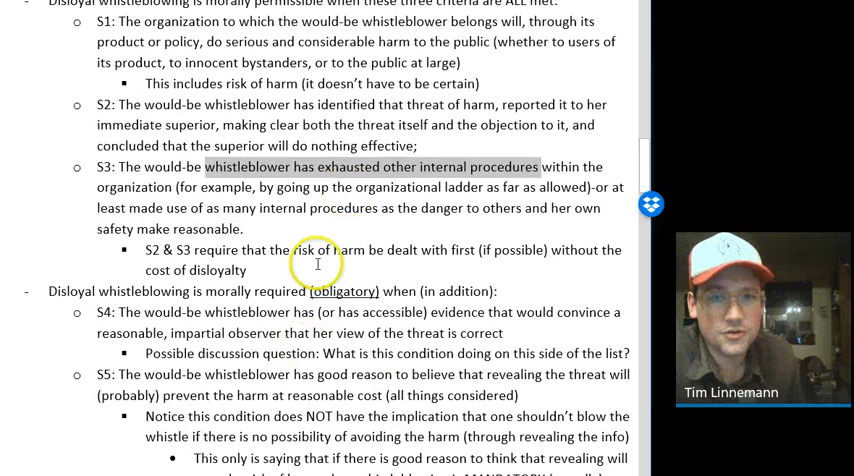 - Disloyal whistleblowing is morally permissible when these three criteria are ALL met:
o S1: The organization to which the would-be whistleblower belongs will, through its
product or policy, do serious and considerable harm to the public (whether to users of
its product, to innocent bystanders, or to the public at large)
▪ This includes risk of harm (it doesn't have to be certain)
o S2: The would-be whistleblower has identified that threat of harm, reported it to her
immediate superior, making clear both the threat itself and the objection to it, and
concluded that the superior will do nothing effective;
o S3: The would-be whistleblower has exhausted other internal procedures within the
organization (for example, by going up the organizational ladder as far as allowed)-or at
least made use of as many internal procedures as the danger to others and her own
safety make reasonable.
▪ S2 & S3 require that the risk of harm be dealt with first (if possible) without the
cost of disloyalty
- Disloyal whistleblowing is morally required (obligatory) when (in addition):
o S4: The would-be whistleblower has (or has accessible) evidence that would convince a
reasonable, impartial observer that her view of the threat is correct
▪ Possible discussion question: What is this condition doing on this side of the list?
o S5: The would-be whistleblower has good reason to believe that revealing the threat will
(probably) prevent the harm at reasonable cost (all things considered)
▪ Notice this condition does NOT have the implication that one shouldn't blow the
whistle if there is no possibility of avoiding the harm (through revealing the info)
• This only is saying that if there is good reason to think that revealing will
Tim Linnemann